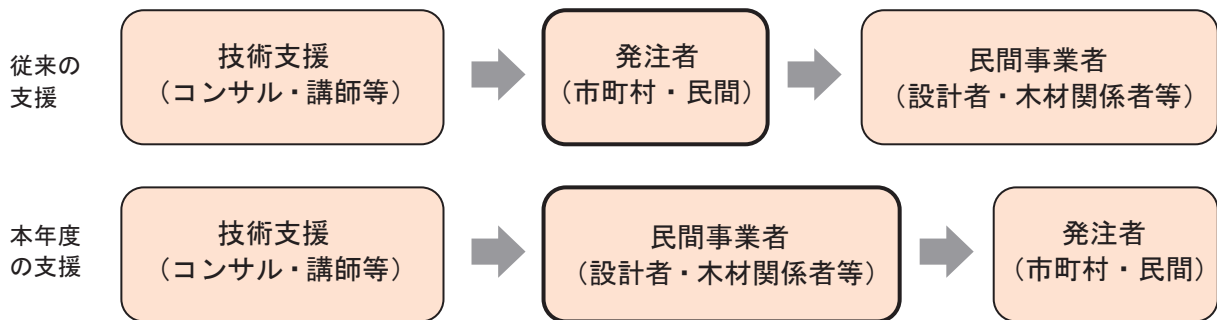 従来の
支援
技術支援
（コンサル・講師等）
発注者
（市町村・民間）
民間事業者
（設計者・木材関係者等）
本年度
の支援
技術支援
（コンサル・講師等）
民間事業者
（設計者・木材関係者等）
発注者
（市町村・民間）